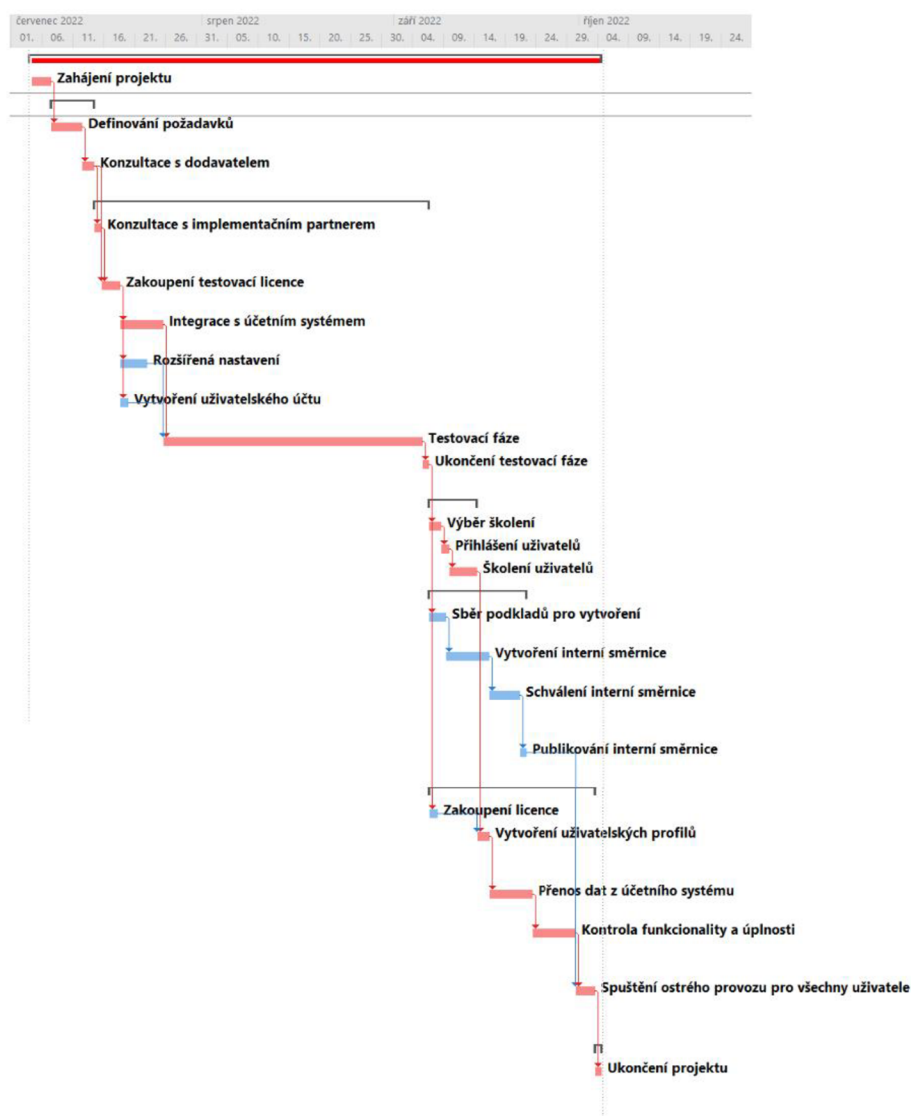 červenec 2022 srpen 2022 září 2022 říjen 2022
01. 06. 11. 16. 21. 26. 31. 05. 10. 15. 20. 25. 30. 04. 09. 14. 19. 24. 29. 04. 09. 14. 19. 24.
Zahájení projektu
Definování požadavků
Konzultace s dodavatelem
Konzultace s implementačním partnerem
Zakoupení testovací licence
Integrace s účetním systémem
Rozšířená nastavení
Vytvoření uživatelského účtu
Testovací fáze
Ukončení testovací fáze
Výběr školení
Přihlášení uživatelů
Školení uživatelů
Sběr podkladů pro vytvoření
Vytvoření interní směrnice
Schválení interní směrnice
Publikování interní směrnice
Zakoupení licence
Vytvoření uživatelských profilů
Přenos dat z účetního systému
Kontrola funkcionality a úplnosti
Spuštění ostrého provozu pro všechny uživatele
Ukončení projektu